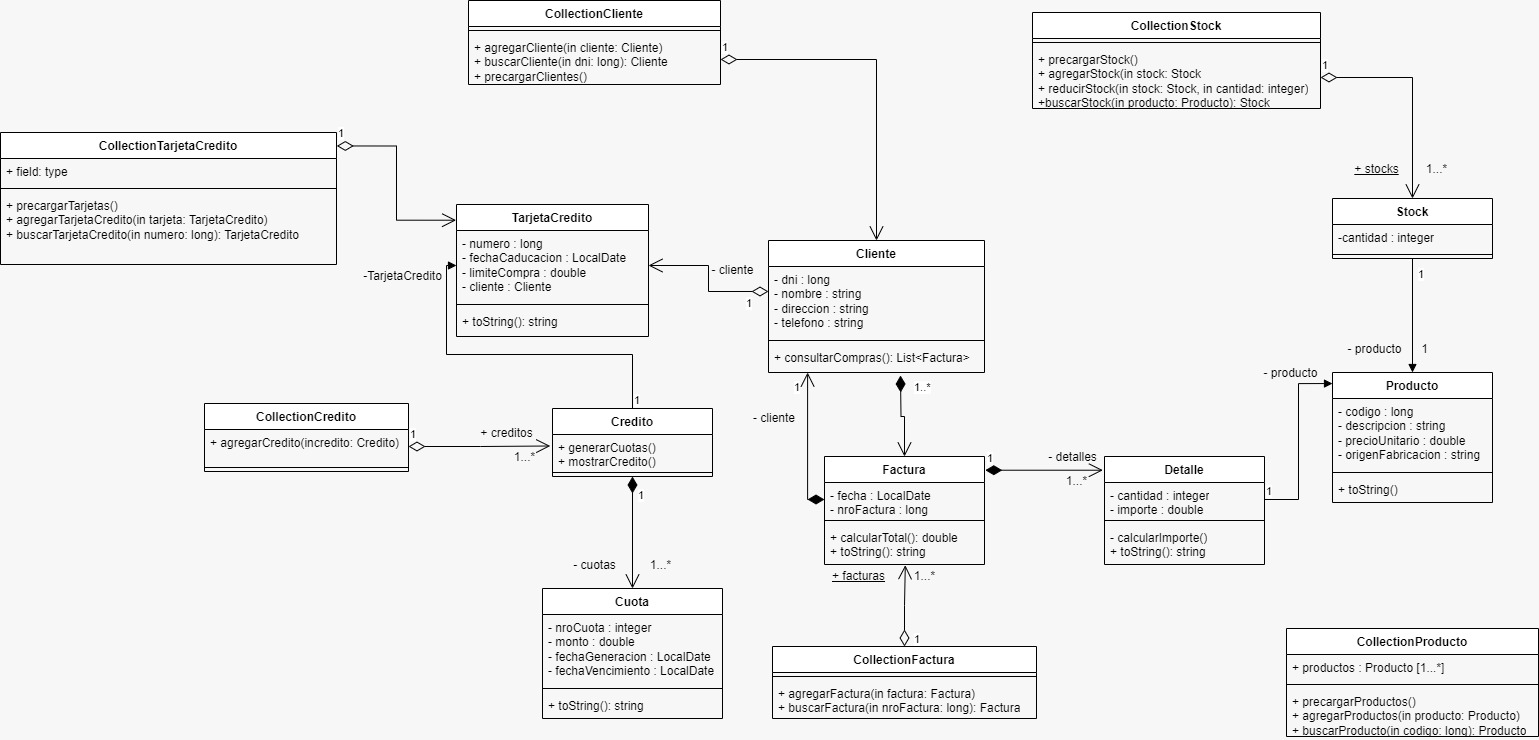 CollectionCliente
+ agregarCliente(in cliente: Cliente)
+ buscarCliente(in dni: long): Cliente
+ precargarClientes()
1
CollectionStock
+ precargarStock()
+ agregarStock(in stock: Stock
+ reducirStock(in stock: Stock, in cantidad: integer)
+buscarStock(in producto: Producto): Stock
1
+ stocks
1...*
CollectionTarjetaCredito
+ field: type
+ precargarTarjetas()
+ agregarTarjetaCredito(in tarjeta: TarjetaCredito)
+ buscarTarjetaCredito(in numero: long): TarjetaCredito
1
TarjetaCredito
- numero : long
- fechaCaducacion : LocalDate
- limiteCompra : double
- cliente : Cliente
+ toString(): string
-TarjetaCredito
- cliente
1
Cliente
- dni : long
- nombre : string
- direccion : string
- telefono : string
+ consultarCompras(): List<Factura>
Stock
-cantidad : integer
1
- producto
1
- producto
Producto
- codigo : long
- descripcion : string
- precioUnitario : double
- origenFabricacion : string
+ toString()
1
1..*
- cliente
CollectionCredito
+ agregarCredito(incredito: Credito)
1
+ creditos
1...*
1
Credito
+ generarCuotas()
+ mostrarCredito()
1
- cuotas
1...*
Factura
- fecha : LocalDate
- nroFactura : long
+ calcularTotal(): double
+ toString(): string
1
- detalles
1...*
Detalle
- cantidad : integer
- importe : double
- calcularImporte()
+ toString(): string
1
+ facturas
1...*
1
Cuota
- nroCuota : integer
- monto : double
- fechaGeneracion : LocalDate
- fechaVencimiento : LocalDate
+ toString(): string
CollectionFactura
+ agregarFactura(in factura: Factura)
+ buscarFactura(in nroFactura: long): Factura
CollectionProducto
+ productos : Producto [1...*]
+ precargarProductos()
+ agregarProductos(in producto: Producto)
+ buscarProducto(in codigo: long): Producto